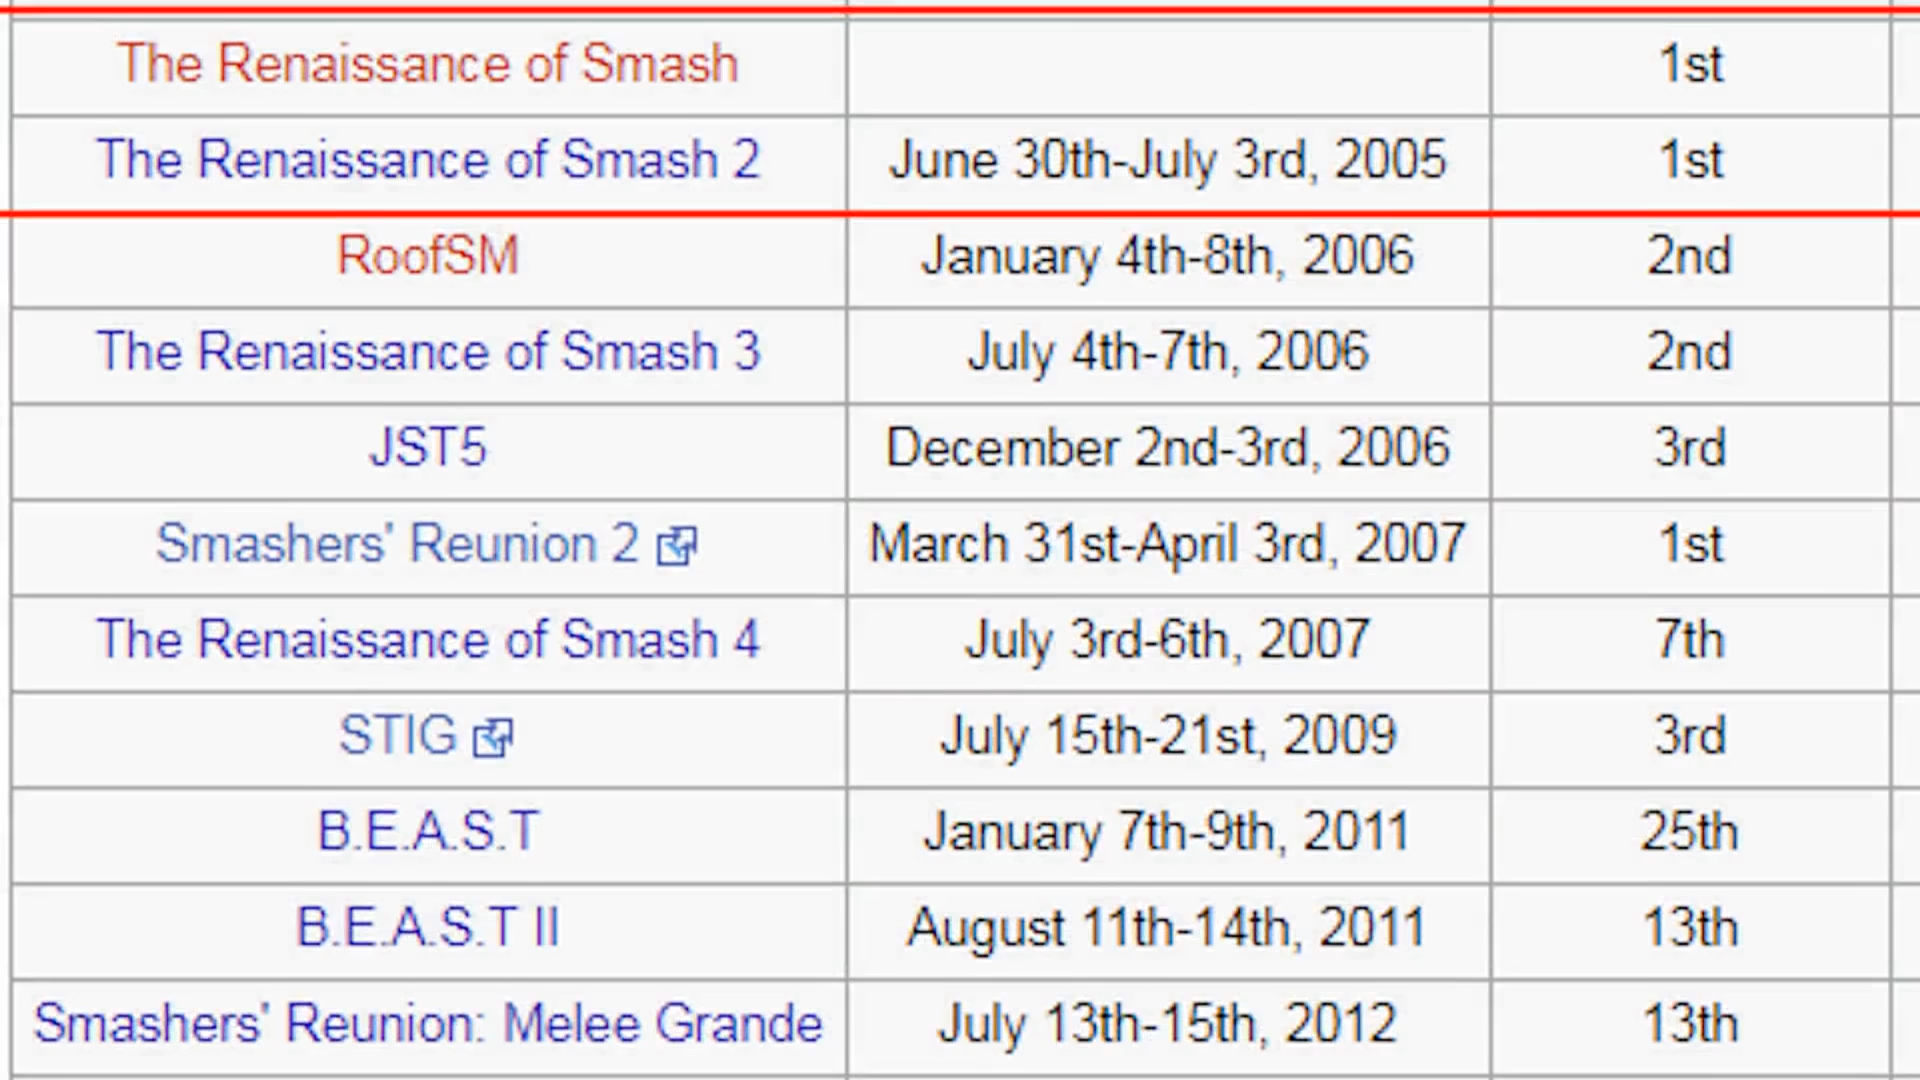 The Renaissance of Smash 1st
The Renaissance of Smash 2 June 30th-July 3rd, 2005 1st
RoofSM January 4th-8th, 2006 2nd
The Renaissance of Smash 3 July 4th-7th, 2006 2nd
JST5 December 2nd-3rd, 2006 3rd
Smashers' Reunion 2 March 31st-April 3rd, 2007 1st
The Renaissance of Smash 4 July 3rd-6th, 2007 7th
STIG July 15th-21st, 2009 3rd
B.E.A.S.T January 7th-9th, 2011 25th
B.E.A.S.T II August 11th-14th, 2011 13th
Smashers' Reunion: Melee Grande July 13th-15th, 2012 13th